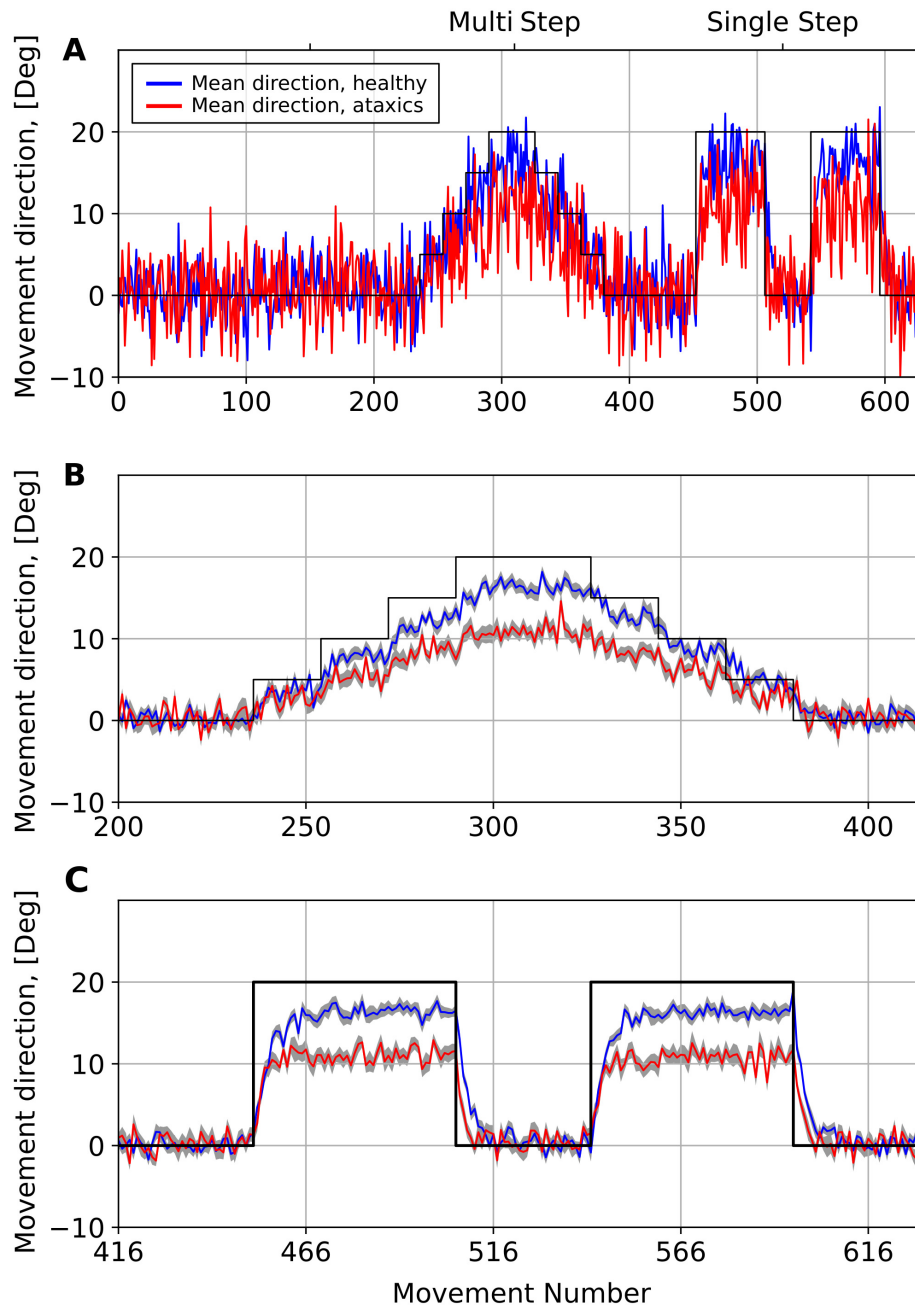 Multi Step Single Step
A
Movement direction, [Deg]
Mean direction, healthy
Mean direction, ataxics
20
10
0
−10
0 100 200 300 400 500 600
B
Movement direction, [Deg]
20
10
0
−10
200 250 300 350 400
C
Movement direction, [Deg]
20
10
0
−10
416 466 516 566 616
Movement Number